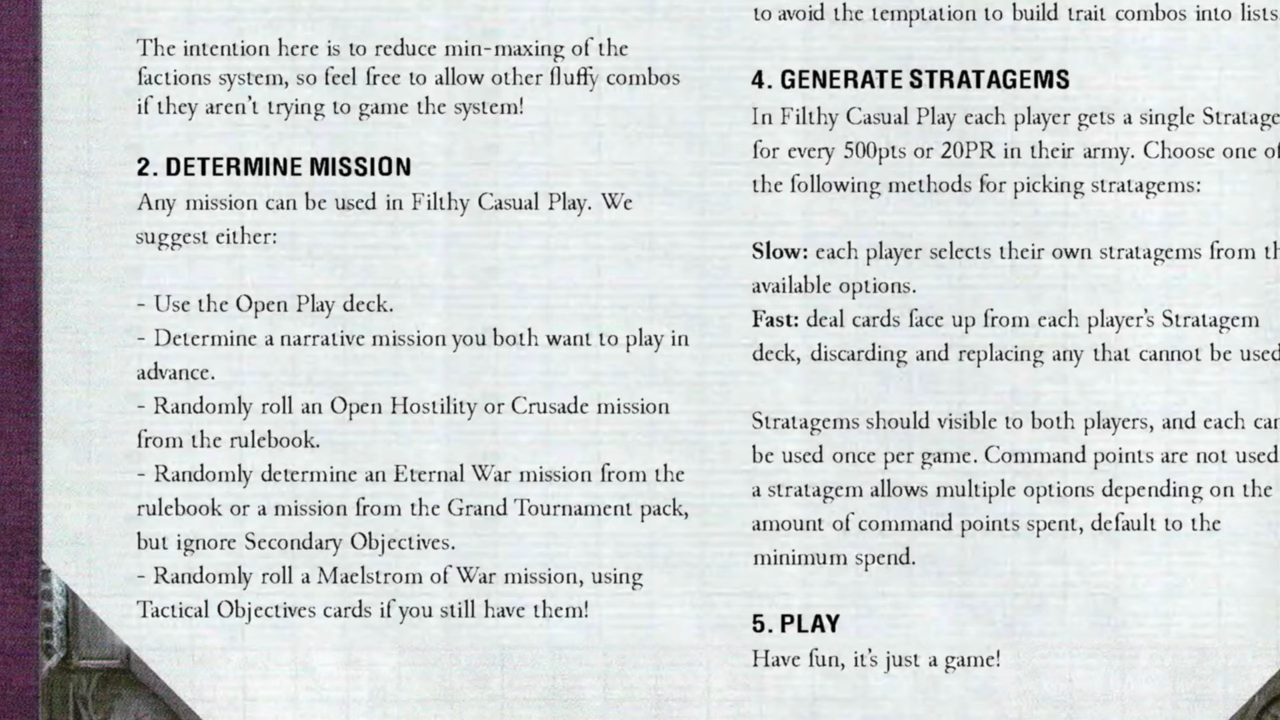 The intention here is to reduce min-maxing of the
factions system, so feel free to allow other fluffy combos
if they aren't trying to game the system!
2. DETERMINE MISSION
Any mission can be used in Filthy Casual Play. We
suggest either:
- Use the Open Play deck.
- Determine a narrative mission you both want to play in
advance.
- Randomly roll an Open Hostility or Crusade mission
from the rulebook.
- Randomly determine an Eternal War mission from the
rulebook or a mission from the Grand Tournament pack,
but ignore Secondary Objectives.
- Randomly roll a Maelstrom of War mission, using
Tactical Objectives cards if you still have them!
to avoid the temptation to build trait combos into lists
4. GENERATE STRATAGEMS
In Filthy Casual Play each player gets a single Stratage
for every 500pts or 20PR in their army. Choose one of
the following methods for picking stratagems:
Slow: each player selects their own stratagems from th
available options.
Fast: deal cards face up from each player's Stratagem
deck, discarding and replacing any that cannot be used
Stratagems should visible to both players, and each can
be used once per game. Command points are not used
a stratagem allows multiple options depending on the
amount of command points spent, default to the
minimum spend.
5. PLAY
Have fun, it's just a game!